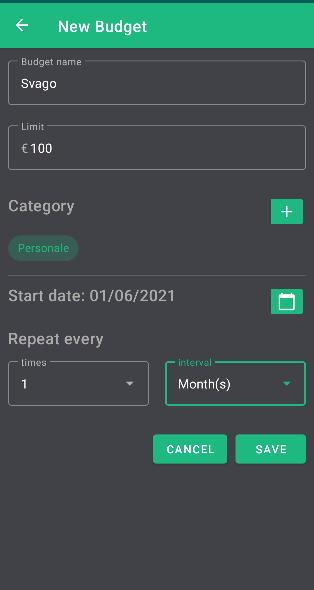 New Budget
Budget name
Svago
Limit
€100
Category
Personale
Start date: 01/06/2021
Repeat every
times interval
1 Month(s)
CANCEL SAVE